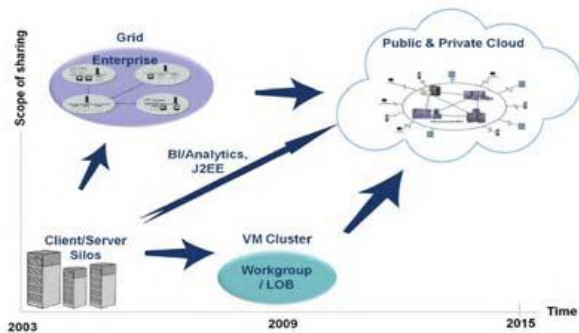 Grid
Enterprise
Public & Private Cloud
Scope of sharing
BI/Analytics,
J2EE
Client/Server
Silos
VM Cluster
Workgroup
/ LOB
Time
2003
2009
2015